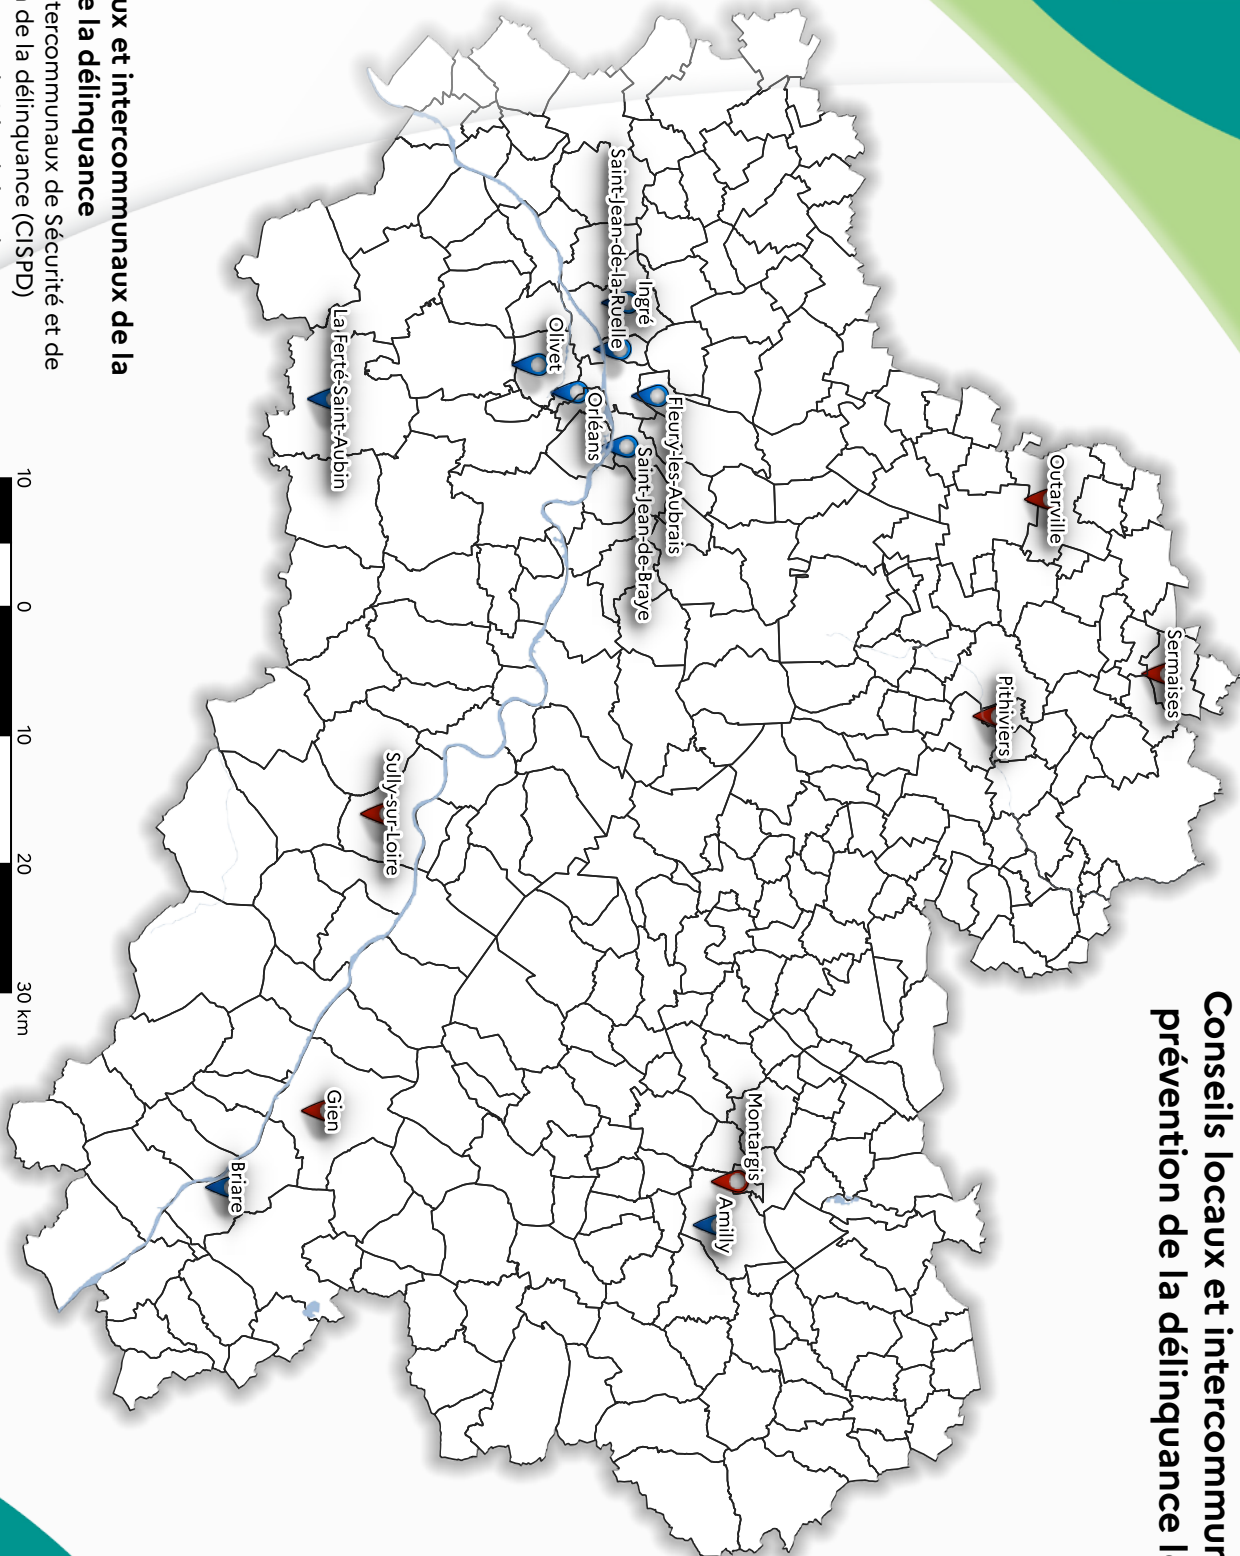 Conseils locaux et intercommun
prévention de la délinquance l
Sermaises
Outarville
Pithiviers
Montargis
Amilly
Fleury-les-Aubrais
Ingré
Saint-Jean-de-Braye
Saint-Jean-de-la-Ruelle
Orléans
Olivet
Sully-sur-Loire
La Ferté-Saint-Aubin
Gien
Briare
ux et intercommunaux de la
e la délinquance
tercommunaux de Sécurité et de
de la délinquance (CISPD)
10 0 10 20 30 km